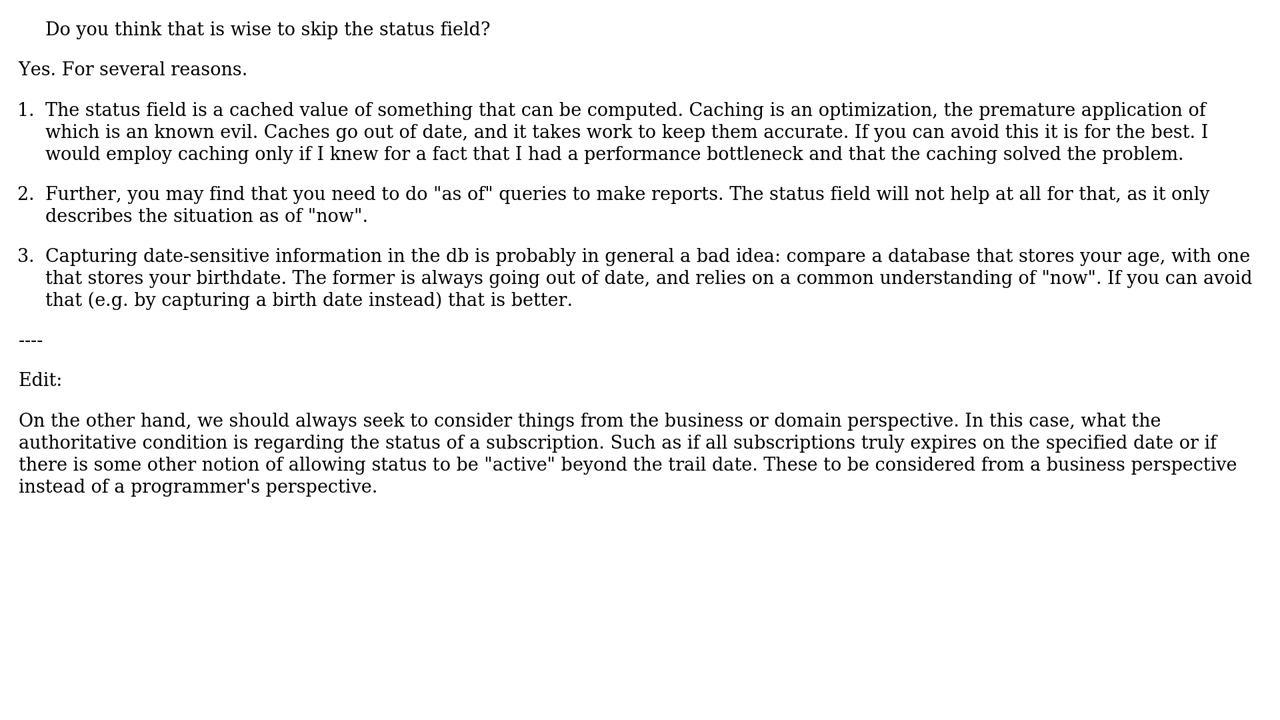 Do you think that is wise to skip the status field?
Yes. For several reasons.
1. The status field is a cached value of something that can be computed. Caching is an optimization, the premature application of
which is an known evil. Caches go out of date, and it takes work to keep them accurate. If you can avoid this it is for the best. I
would employ caching only if I knew for a fact that I had a performance bottleneck and that the caching solved the problem.
2. Further, you may find that you need to do "as of" queries to make reports. The status field will not help at all for that, as it only
describes the situation as of "now".
3. Capturing date-sensitive information in the db is probably in general a bad idea: compare a database that stores your age, with one
that stores your birthdate. The former is always going out of date, and relies on a common understanding of "now". If you can avoid
that (e.g. by capturing a birth date instead) that is better.
----
Edit:
On the other hand, we should always seek to consider things from the business or domain perspective. In this case, what the
authoritative condition is regarding the status of a subscription. Such as if all subscriptions truly expires on the specified date or if
there is some other notion of allowing status to be "active" beyond the trail date. These to be considered from a business perspective
instead of a programmer's perspective.